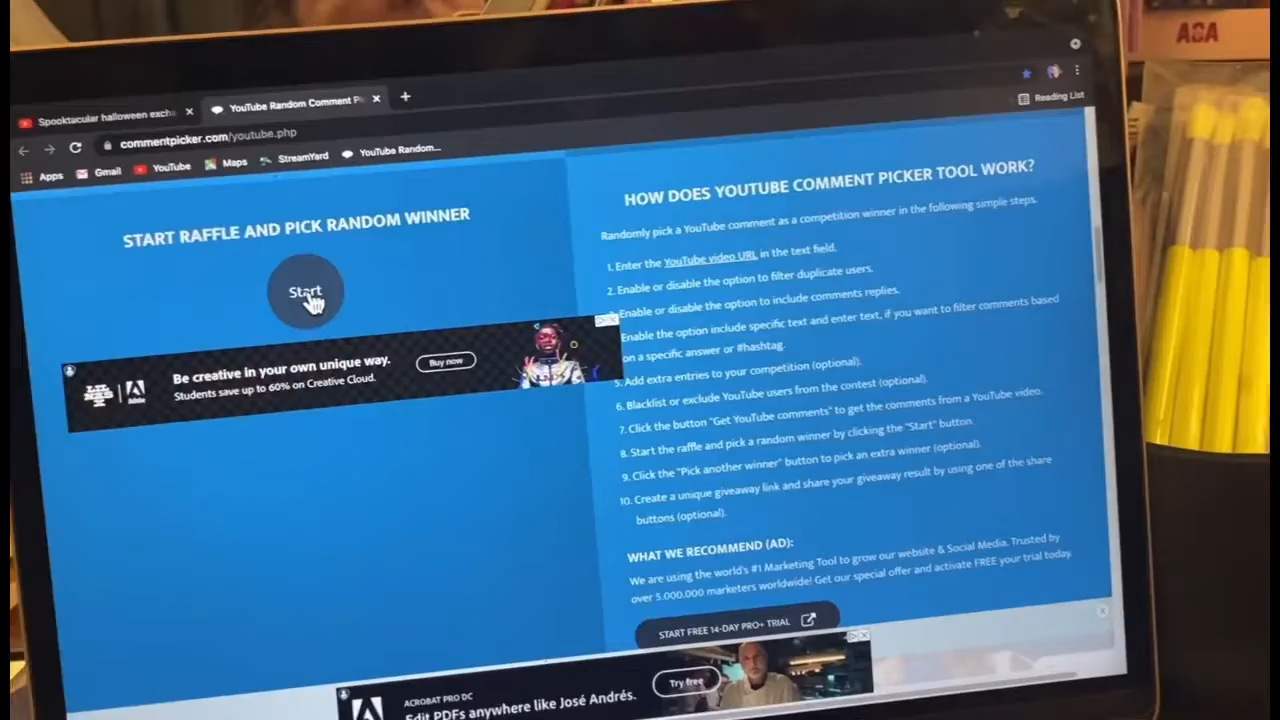 AOA
Spooktacular halloween excha
YouTube Random Comment Pi
commentpicker.com/youtube.php
Reading List
Apps
Gmail
YouTube
Maps
StreamYard
YouTube Random...
START RAFFLE AND PICK RANDOM WINNER
Start
Be creative in your own unique way.
Students save up to 60% on Creative Cloud.
Buy now
LIL NAS X
Adobe
HOW DOES YOUTUBE COMMENT PICKER TOOL WORK?
Randomly pick a YouTube comment as a competition winner in the following simple steps.
1. Enter the YouTube video URL in the text field.
2. Enable or disable the option to filter duplicate users.
Enable or disable the option to include comments replies.
Enable the option include specific text and enter text, if you want to filter comments based
on a specific answer or #hashtag.
5. Add extra entries to your competition (optional).
6. Blacklist or exclude YouTube users from the contest (optional).
7. Click the button "Get YouTube comments" to get the comments from a YouTube video.
8. Start the raffle and pick a random winner by clicking the "Start" button.
9. Click the "Pick another winner" button to pick an extra winner (optional).
10. Create a unique giveaway link and share your giveaway result by using one of the share
buttons (optional).
WHAT WE RECOMMEND (AD):
We are using the world's #1 Marketing Tool to grow our website & Social Media. Trusted by
over 5.000.000 marketers worldwide! Get our special offer and activate FREE your trial today.
START FREE 14-DAY PRO+ TRIAL
ACROBAT PRO DC
Edit PDFs anywhere like José Andrés.
Try free